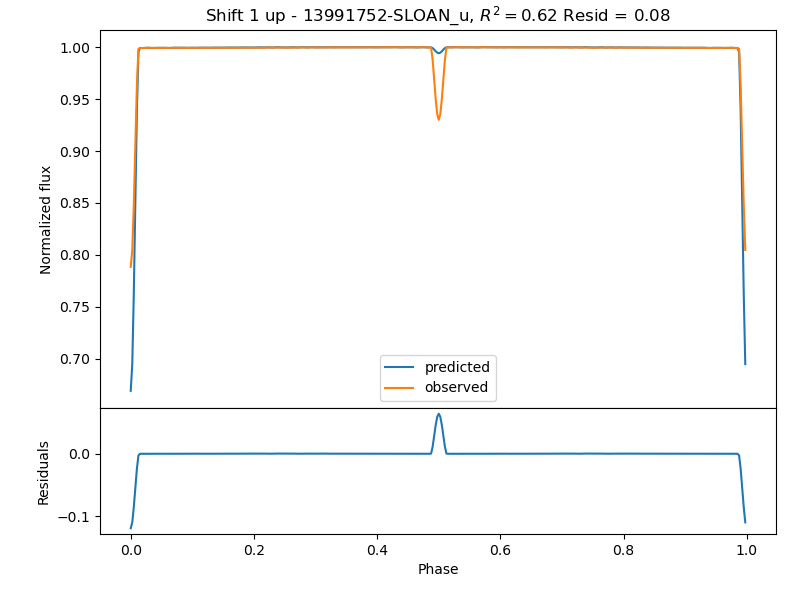 Shift 1 up - 13991752-SLOAN_u, $R^2 = 0.62$ Resid = 0.08
1.00
0.95
0.90
0.85
0.80
0.75
0.70
Normalized flux
predicted
observed
0.0
−0.1
Residuals
0.0 0.2 0.4 0.6 0.8 1.0
Phase